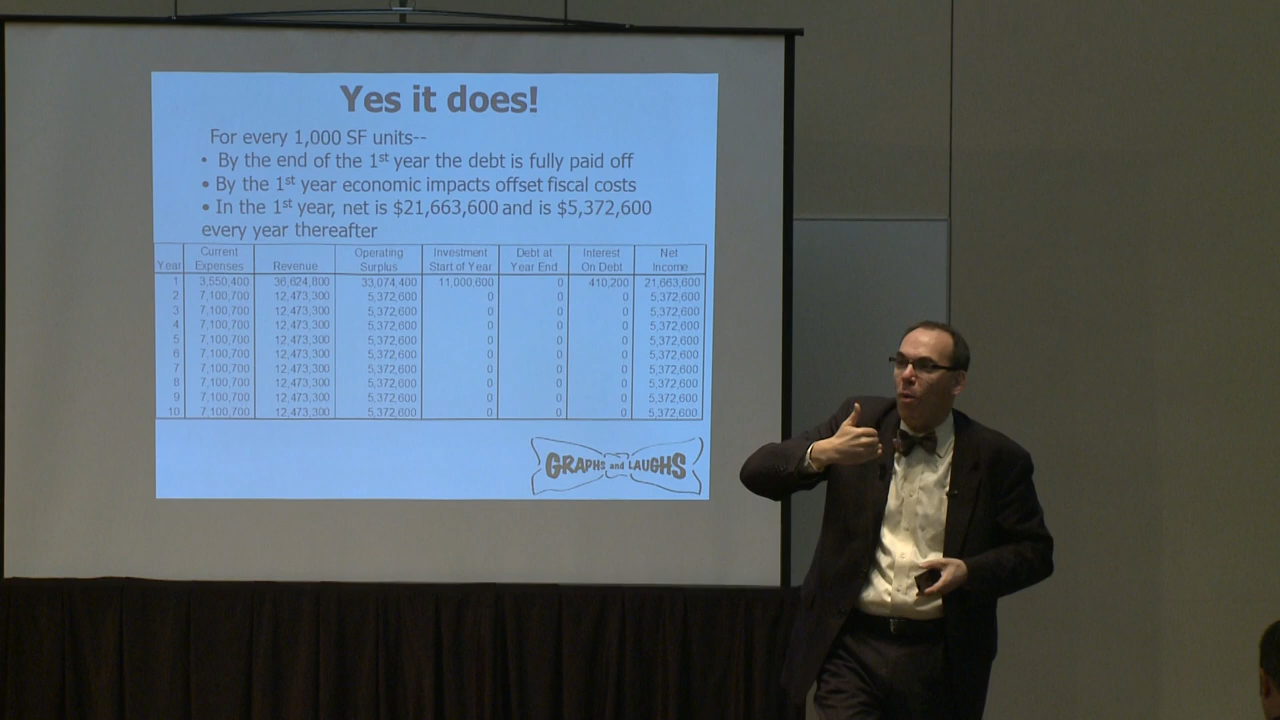 Yes it does!
For every 1,000 SF units--
• By the end of the 1st year the debt is fully paid off
• By the 1st year economic impacts offset fiscal costs
• In the 1st year, net is $21,663,600 and is $5,372,600
every year thereafter
Current Operating Investment Debt at Interest Net
Year Expenses Revenue Surplus Start of Year Year End On Debt Income
1 3,550,400 36,624,800 33,074,400 11,000,600 0 410,200 21,663,600
2 7,100,700 12,473,300 5,372,600 0 0 0 5,372,600
3 7,100,700 12,473,300 5,372,600 0 0 0 5,372,600
4 7,100,700 12,473,300 5,372,600 0 0 0 5,372,600
5 7,100,700 12,473,300 5,372,600 0 0 0 5,372,600
6 7,100,700 12,473,300 5,372,600 0 0 0 5,372,600
7 7,100,700 12,473,300 5,372,600 0 0 0 5,372,600
8 7,100,700 12,473,300 5,372,600 0 0 0 5,372,600
9 7,100,700 12,473,300 5,372,600 0 0 0 5,372,600
10 7,100,700 12,473,300 5,372,600 0 0 0 5,372,600
GRAPHS and LAUGHS